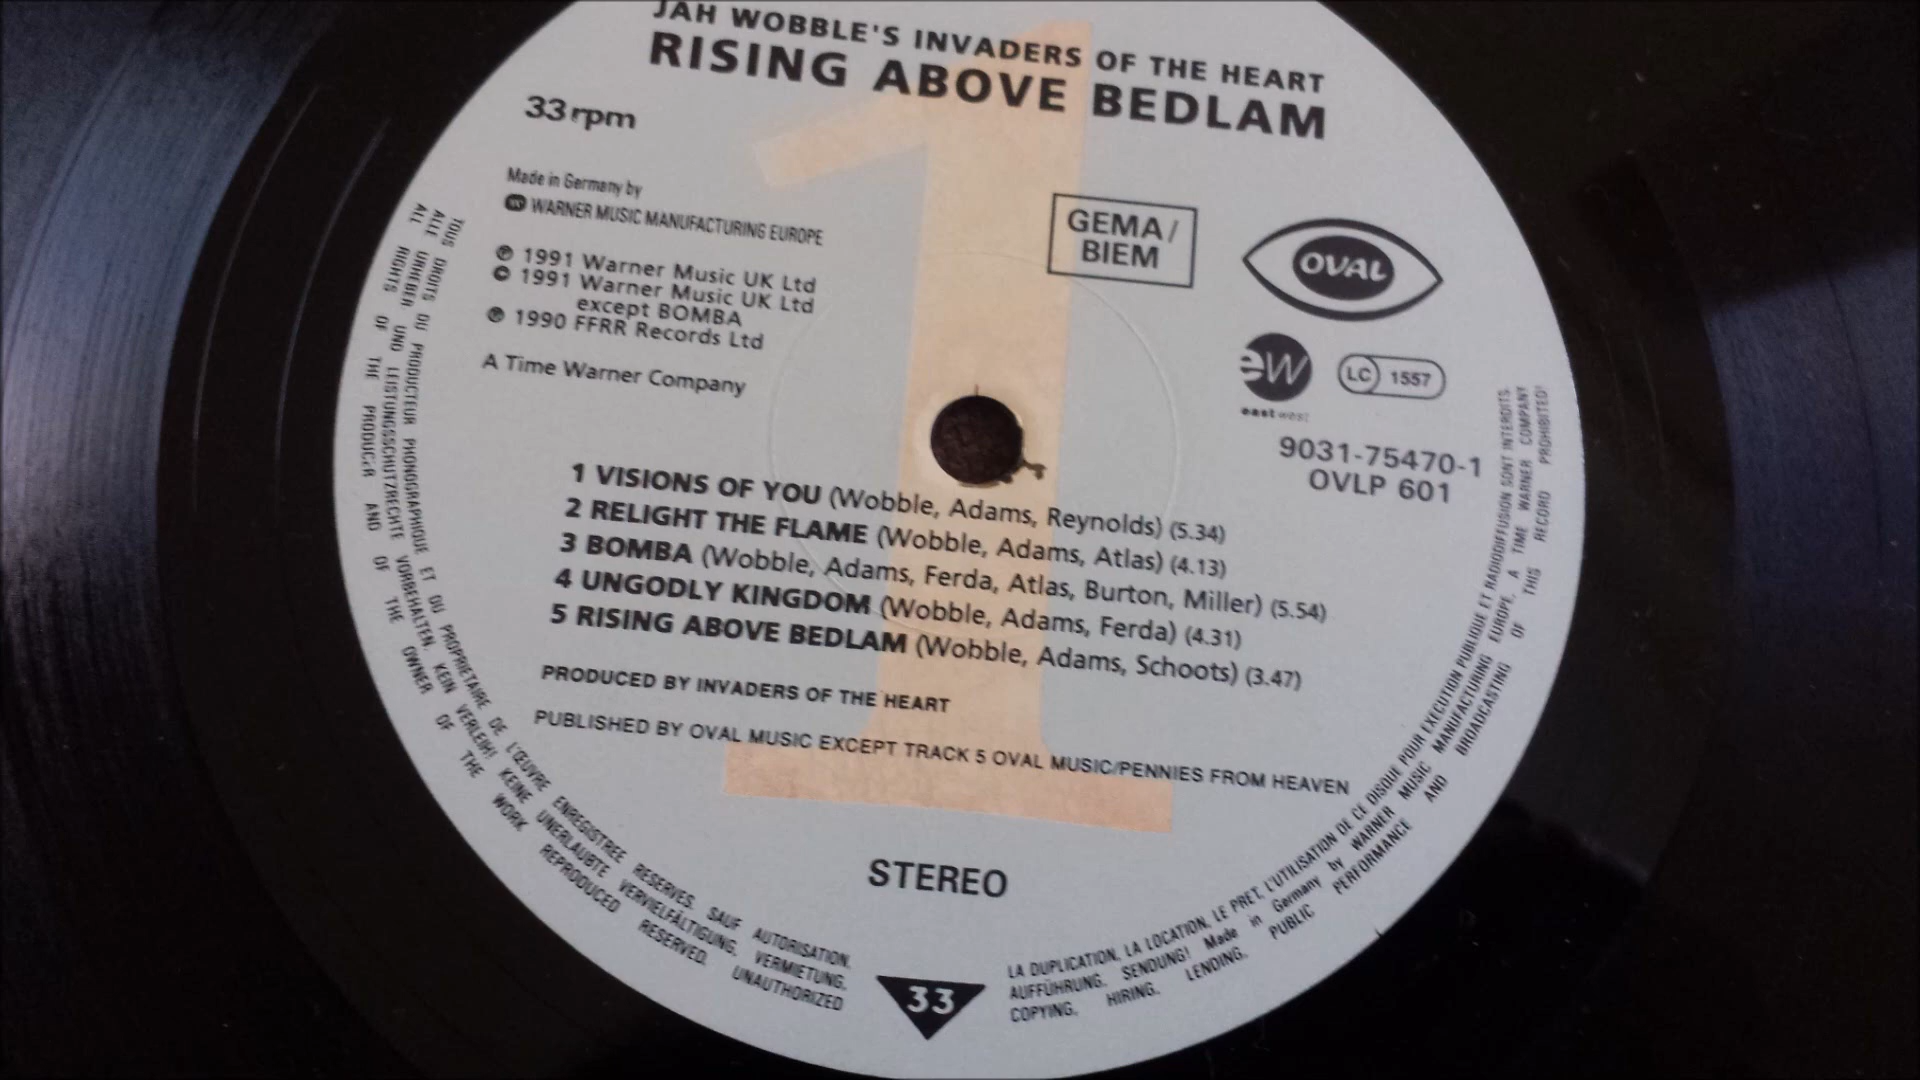 JAH WOBBLE'S INVADERS OF THE HEART
RISING ABOVE BEDLAM
33 rpm
Made in Germany by
WARNER MUSIC MANUFACTURING EUROPE
℗ 1991 Warner Music UK Ltd
© 1991 Warner Music UK Ltd
except BOMBA
℗ 1990 FFRR Records Ltd
A Time Warner Company
GEMA/
BIEM
OVAL
ew
east west
LC 1557
9031-75470-1
OVLP 601
1 VISIONS OF YOU (Wobble, Adams, Reynolds) (5.34)
2 RELIGHT THE FLAME (Wobble, Adams, Atlas) (4.13)
3 BOMBA (Wobble, Adams, Ferda, Atlas, Burton, Miller) (5.54)
4 UNGODLY KINGDOM (Wobble, Adams, Ferda) (4.31)
5 RISING ABOVE BEDLAM (Wobble, Adams, Schoots) (3.47)
PRODUCED BY INVADERS OF THE HEART
PUBLISHED BY OVAL MUSIC EXCEPT TRACK 5 OVAL MUSIC/PENNIES FROM HEAVEN
1
STEREO
33
TOUS DROITS DU PRODUCTEUR PHONOGRAPHIQUE ET DU PROPRIETAIRE DE L'ŒUVRE ENREGISTREE RESERVES. SAUF AUTORISATION,
LA DUPLICATION, LA LOCATION, LE PRET, L'UTILISATION DE CE DISQUE POUR EXECUTION PUBLIQUE ET RADIODIFFUSION SONT INTERDITS.
ALLE URHEBER UND LEISTUNGSSCHUTZRECHTE VORBEHALTEN. KEIN VERLEIH! KEINE UNERLAUBTE VERVIELFÄLTIGUNG, VERMIETUNG,
AUFFÜHRUNG, SENDUNG! Made in Germany by WARNER MUSIC MANUFACTURING EUROPE, A TIME WARNER COMPANY
ALL RIGHTS OF THE PRODUCER AND OF THE OWNER OF THE WORK REPRODUCED RESERVED. UNAUTHORIZED
COPYING, HIRING, LENDING, PUBLIC PERFORMANCE AND BROADCASTING OF THIS RECORD PROHIBITED!